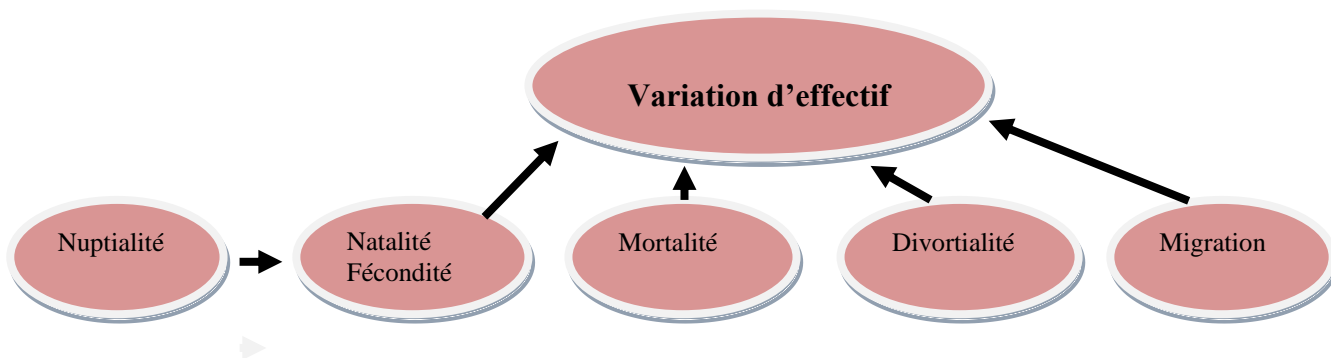 Variation d’effectif
Nuptialité
Natalité
Fécondité
Mortalité
Divortialité
Migration